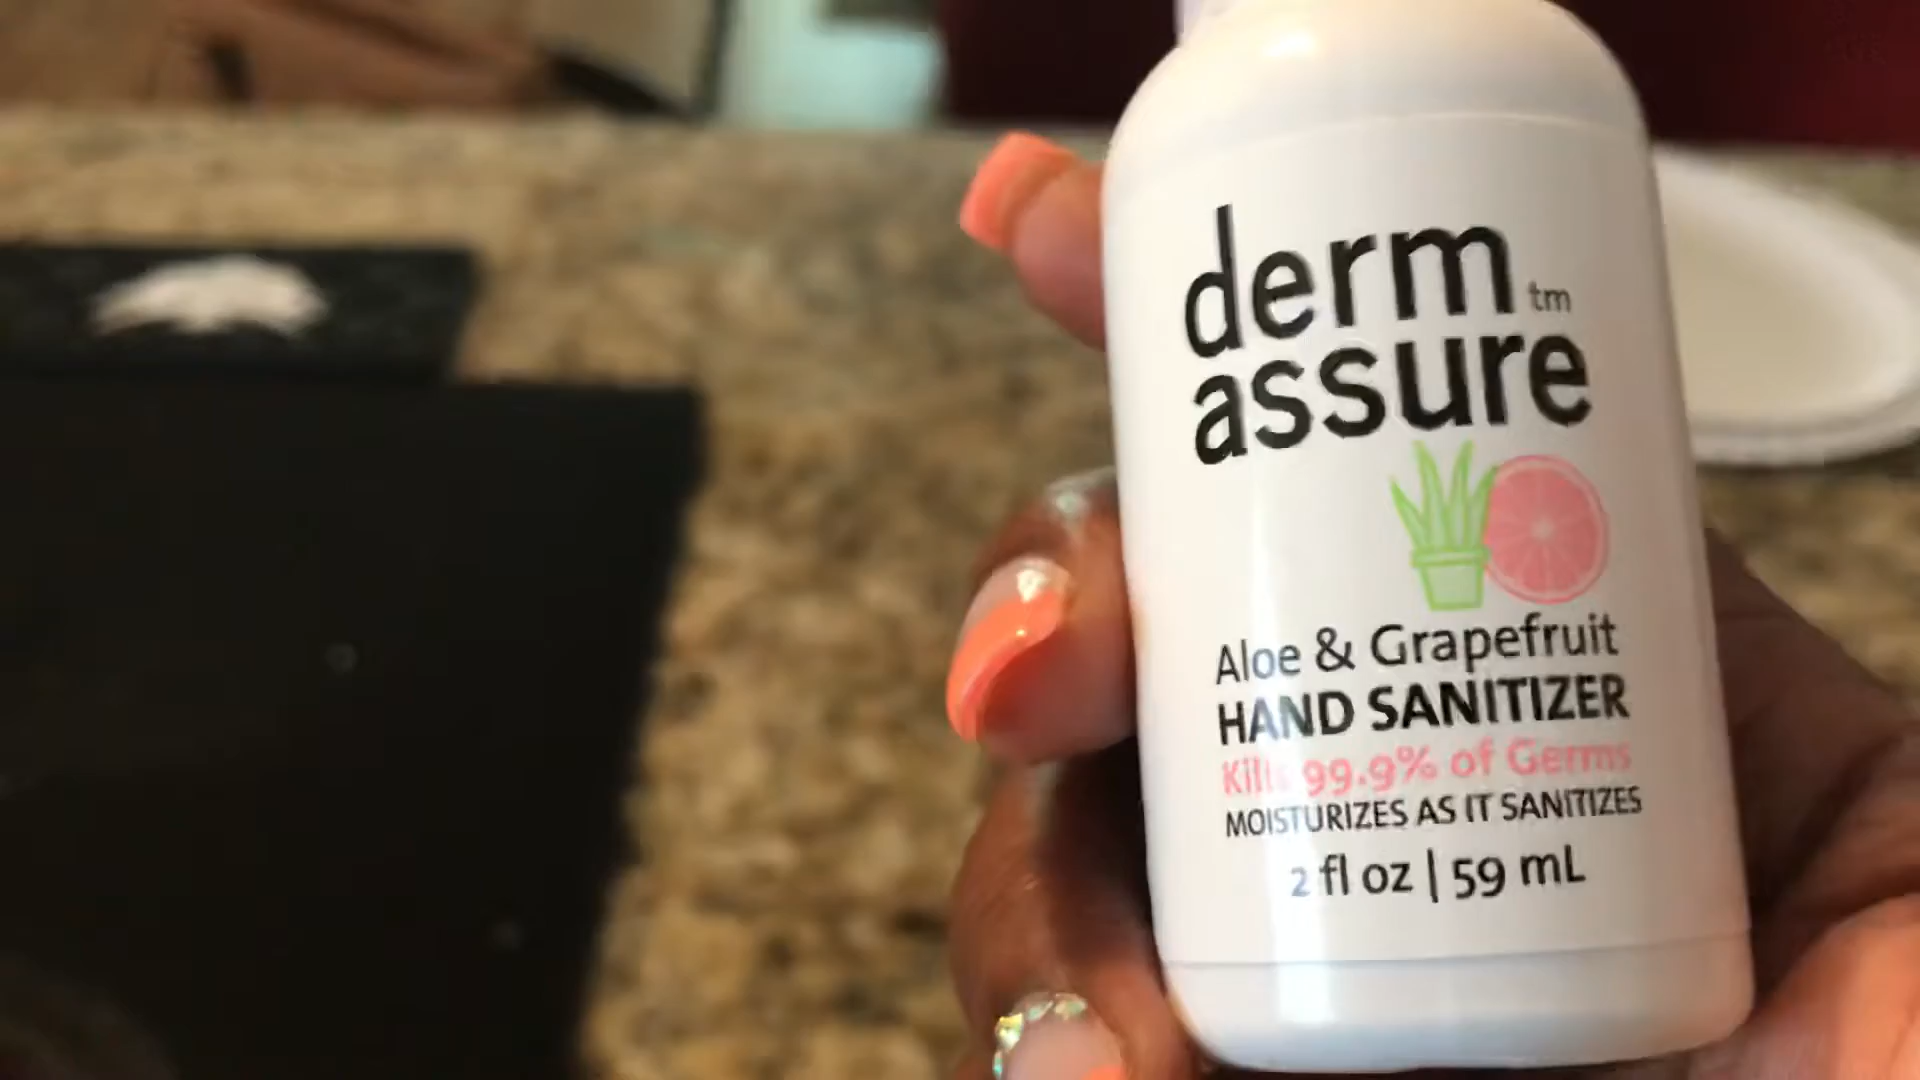 derm tm
assure
Aloe & Grapefruit
HAND SANITIZER
Kills 99.9% of Germs
MOISTURIZES AS IT SANITIZES
2 fl oz | 59 mL